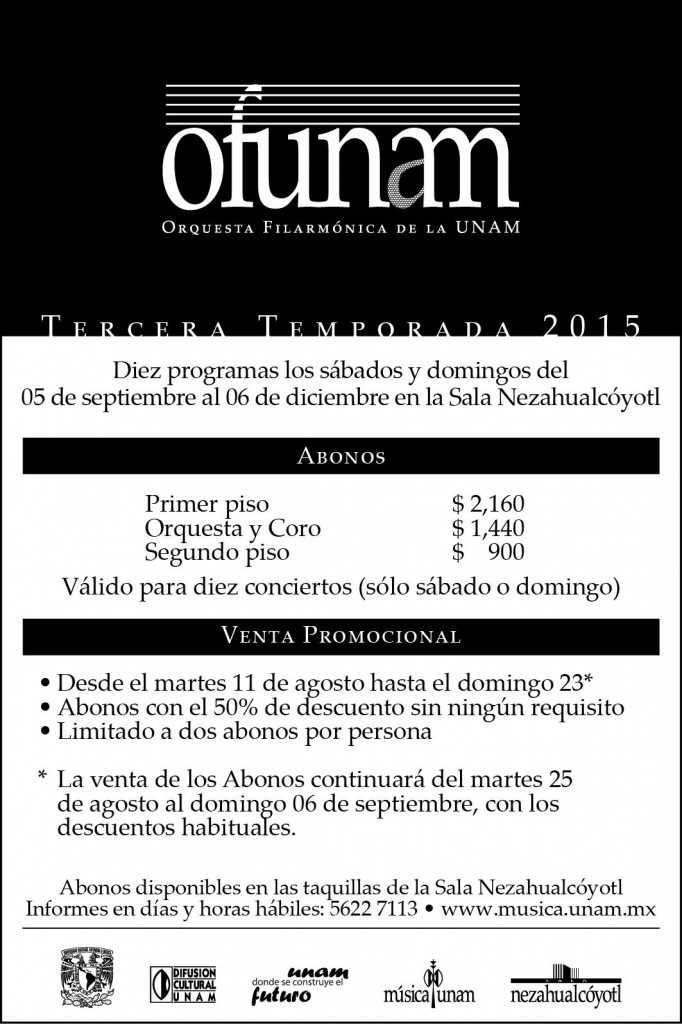 ofunam
Orquesta Filarmónica de la UNAM
Tercera Temporada 2015
Diez programas los sábados y domingos del
05 de septiembre al 06 de diciembre en la Sala Nezahualcóyotl
Abonos
Primer piso $ 2,160
Orquesta y Coro $ 1,440
Segundo piso $ 900
Válido para diez conciertos (sólo sábado o domingo)
Venta Promocional
• Desde el martes 11 de agosto hasta el domingo 23*
• Abonos con el 50% de descuento sin ningún requisito
• Limitado a dos abonos por persona
* La venta de los Abonos continuará del martes 25
de agosto al domingo 06 de septiembre, con los
descuentos habituales.
Abonos disponibles en las taquillas de la Sala Nezahualcóyotl
Informes en días y horas hábiles: 5622 7113 • www.musica.unam.mx
DIFUSION
CULTURAL
UNAM
unam
donde se construye el
futuro
música unam
SALA
nezahualcóyotl